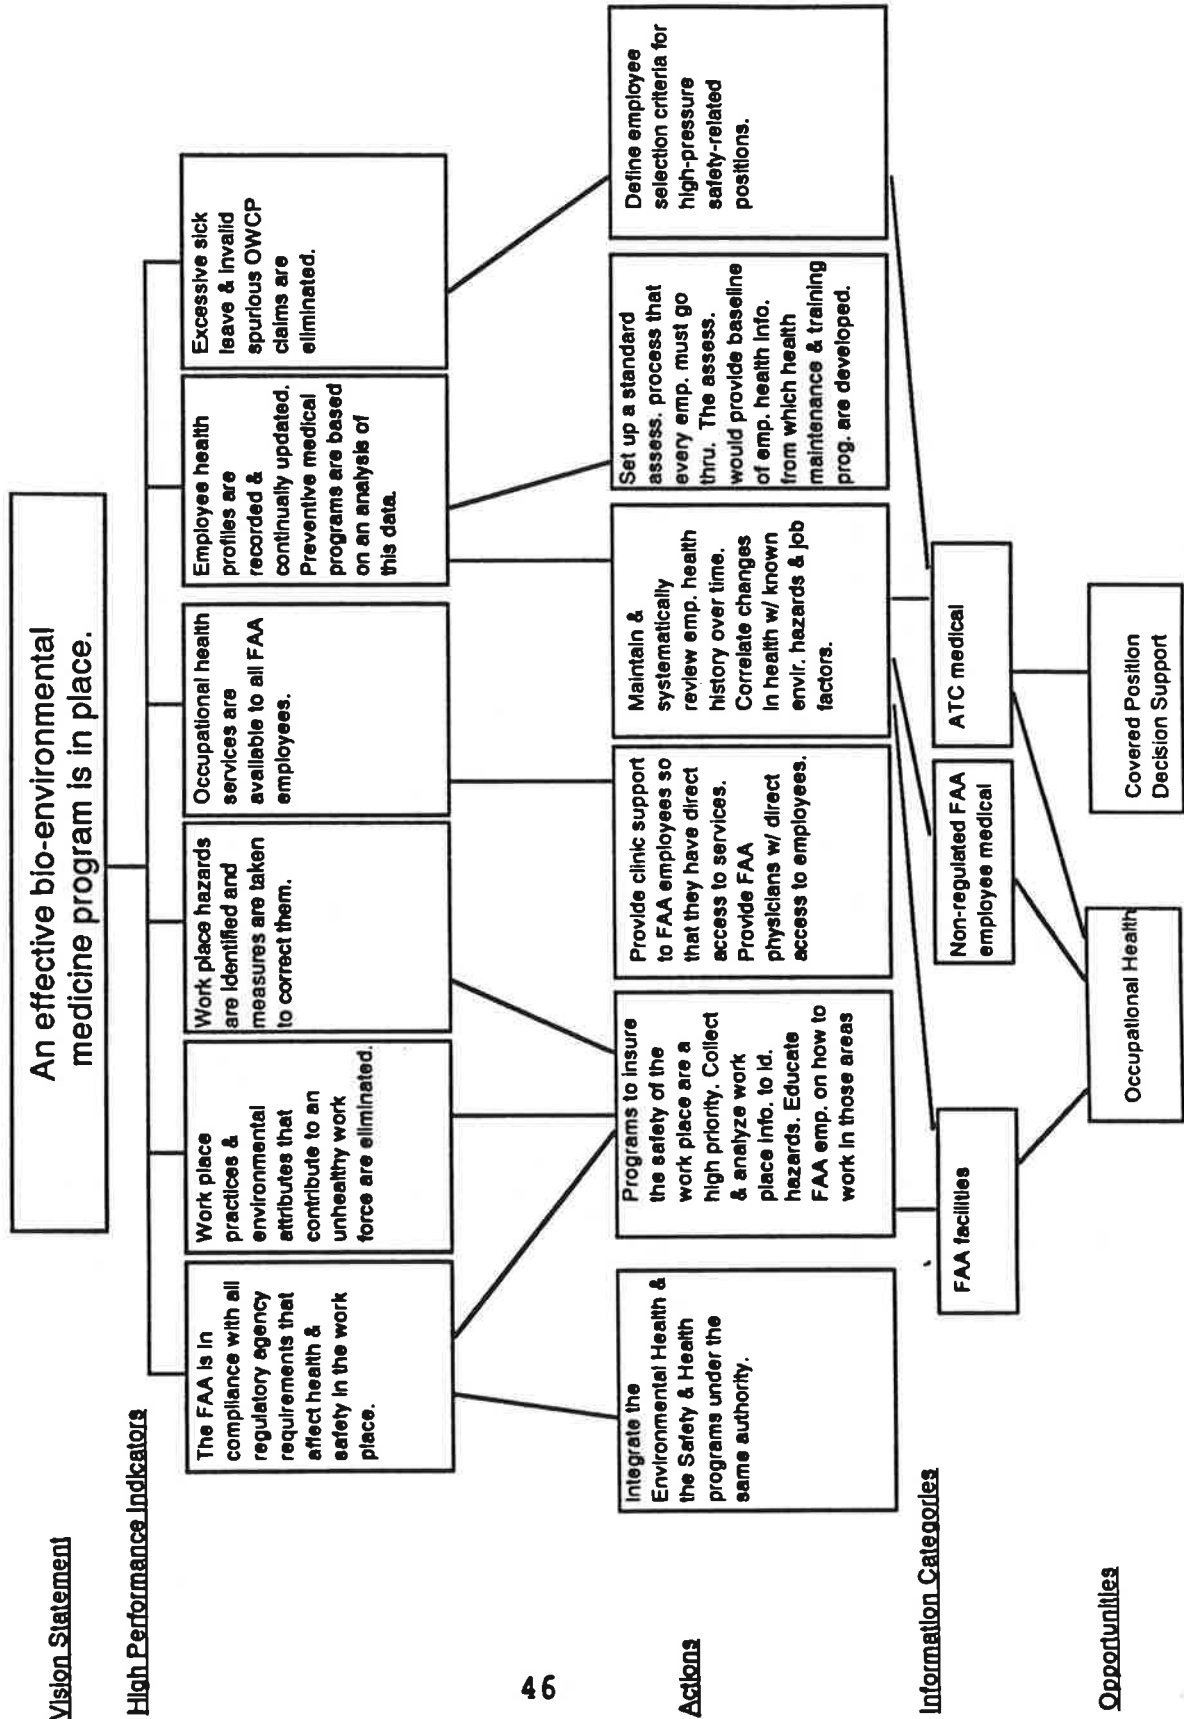 Vision Statement
An effective bio-environmental
medicine program is in place.
High Performance Indicators
The FAA is in
compliance with all
regulatory agency
requirements that
affect health &
safety in the work
place.
Work place
practices &
environmental
attributes that
contribute to an
unhealthy work
force are eliminated.
Work place hazards
are identified and
measures are taken
to correct them.
Occupational health
services are
available to all FAA
employees.
Employee health
profiles are
recorded &
continually updated.
Preventive medical
programs are based
on an analysis of
this data.
Excessive sick
leave & invalid
spurious OWCP
claims are
eliminated.
46
Actions
Integrate the
Environmental Health &
the Safety & Health
programs under the
same authority.
Programs to insure
the safety of the
work place are a
high priority. Collect
& analyze work
place info. to id.
hazards. Educate
FAA emp. on how to
work in those areas
Provide clinic support
to FAA employees so
that they have direct
access to services.
Provide FAA
physicians w/ direct
access to employees.
Maintain &
systematically
review emp. health
history over time.
Correlate changes
in health w/ known
envir. hazards & job
factors.
Set up a standard
assess. process that
every emp. must go
thru. The assess.
would provide baseline
of emp. health info.
from which health
maintenance & training
prog. are developed.
Define employee
selection criteria for
high-pressure
safety-related
positions.
Information Categories
FAA facilities
Non-regulated FAA
employee medical
ATC medical
Opportunities
Occupational Health
Covered Position
Decision Support